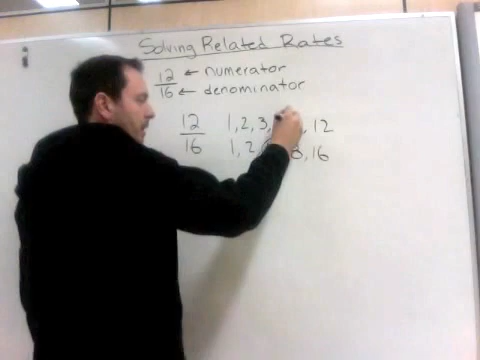 Solving Related Rates
12 ← numerator
16 ← denominator
12 1, 2, 3, , 12
16 1, 2, 8, 16